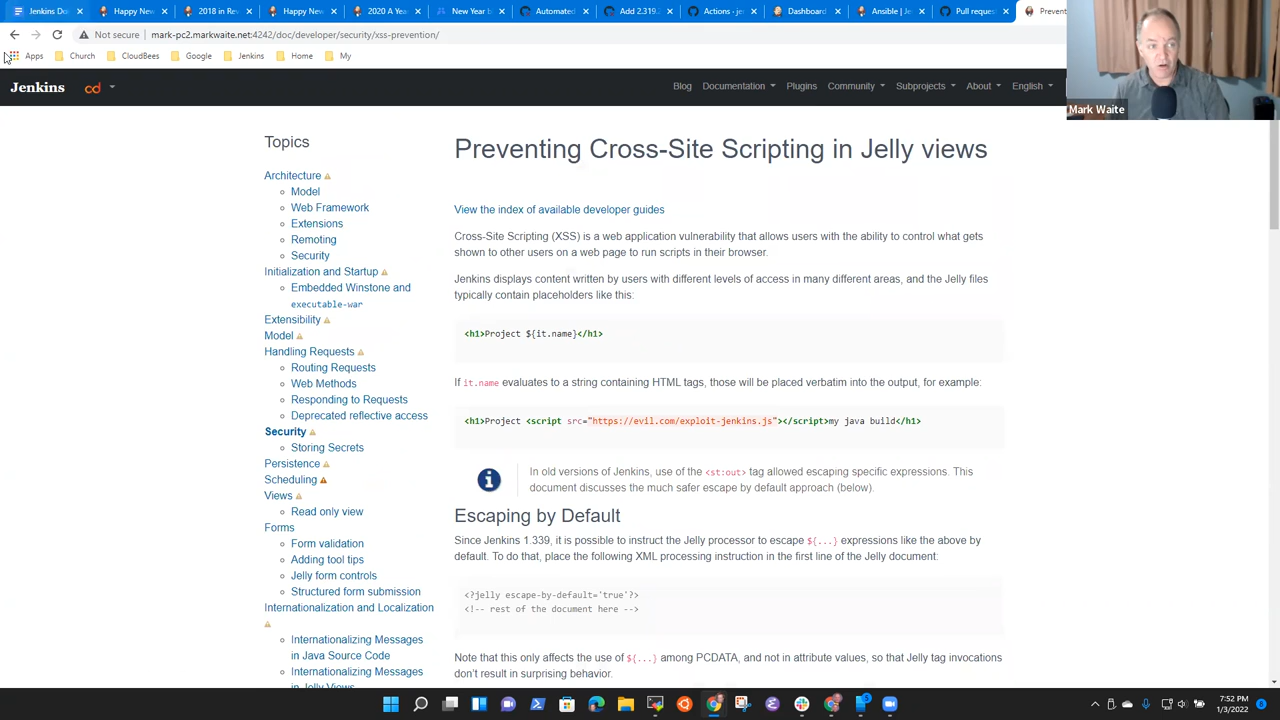 Jenkins Do
Happy New
2018 in Rev
Happy New
2020 A Yea
New Year b
Automated
Add 2.319.
Actions · je
Dashboard
Ansible | Je
Pull reques
Preventi
Not secure
mark-pc2.markwaite.net:4242/doc/developer/security/xss-prevention/
Apps
Church
CloudBees
Google
Jenkins
Home
My
Mark Waite
Jenkins
cd
Blog
Documentation
Plugins
Community
Subprojects
About
English
Topics
Architecture
Model
Web Framework
Extensions
Remoting
Security
Initialization and Startup
Embedded Winstone and
executable-war
Extensibility
Model
Handling Requests
Routing Requests
Web Methods
Responding to Requests
Deprecated reflective access
Security
Storing Secrets
Persistence
Scheduling
Views
Read only view
Forms
Form validation
Adding tool tips
Jelly form controls
Structured form submission
Internationalization and Localization
Internationalizing Messages
in Java Source Code
Internationalizing Messages
in Jelly Views
Preventing Cross-Site Scripting in Jelly views
View the index of available developer guides
Cross-Site Scripting (XSS) is a web application vulnerability that allows users with the ability to control what gets
shown to other users on a web page to run scripts in their browser.
Jenkins displays content written by users with different levels of access in many different areas, and the Jelly files
typically contain placeholders like this:
<h1>Project ${it.name}</h1>
If it.name evaluates to a string containing HTML tags, those will be placed verbatim into the output, for example:
<h1>Project <script src="https://evil.com/exploit-jenkins.js"></script>my java build</h1>
In old versions of Jenkins, use of the <st:out> tag allowed escaping specific expressions. This
document discusses the much safer escape by default approach (below).
Escaping by Default
Since Jenkins 1.339, it is possible to instruct the Jelly processor to escape ${...} expressions like the above by
default. To do that, place the following XML processing instruction in the first line of the Jelly document:
<?jelly escape-by-default='true'?>
<!-- rest of the document here -->
Note that this only affects the use of ${...} among PCDATA, and not in attribute values, so that Jelly tag invocations
don't result in surprising behavior.
7:52 PM
1/3/2022